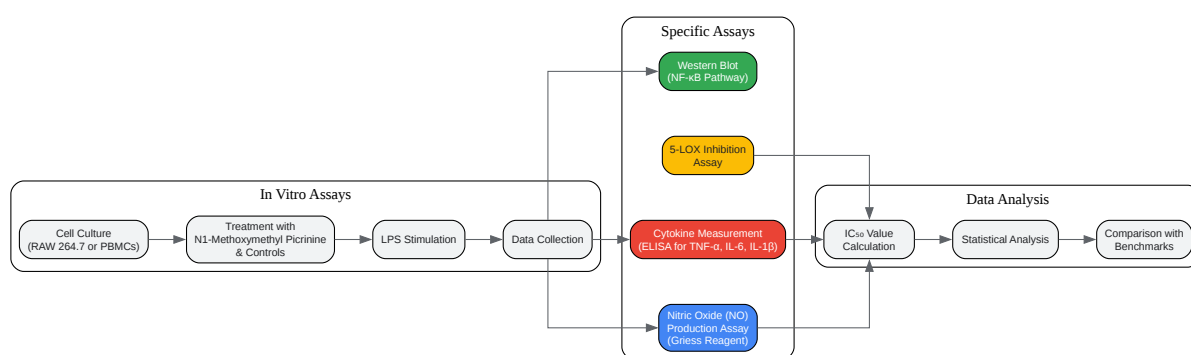 Specific Assays
Western Blot
(NF-κB Pathway)
5-LOX Inhibition
Assay
In Vitro Assays
Data Analysis
Cell Culture
(RAW 264.7 or PBMCs)
Treatment with
N1-Methoxymethyl Picrinine
& Controls
LPS Stimulation
Data Collection
Cytokine Measurement
(ELISA for TNF-α, IL-6, IL-1β)
IC₅₀ Value
Calculation
Statistical Analysis
Comparison with
Benchmarks
Nitric Oxide (NO)
Production Assay
(Griess Reagent)